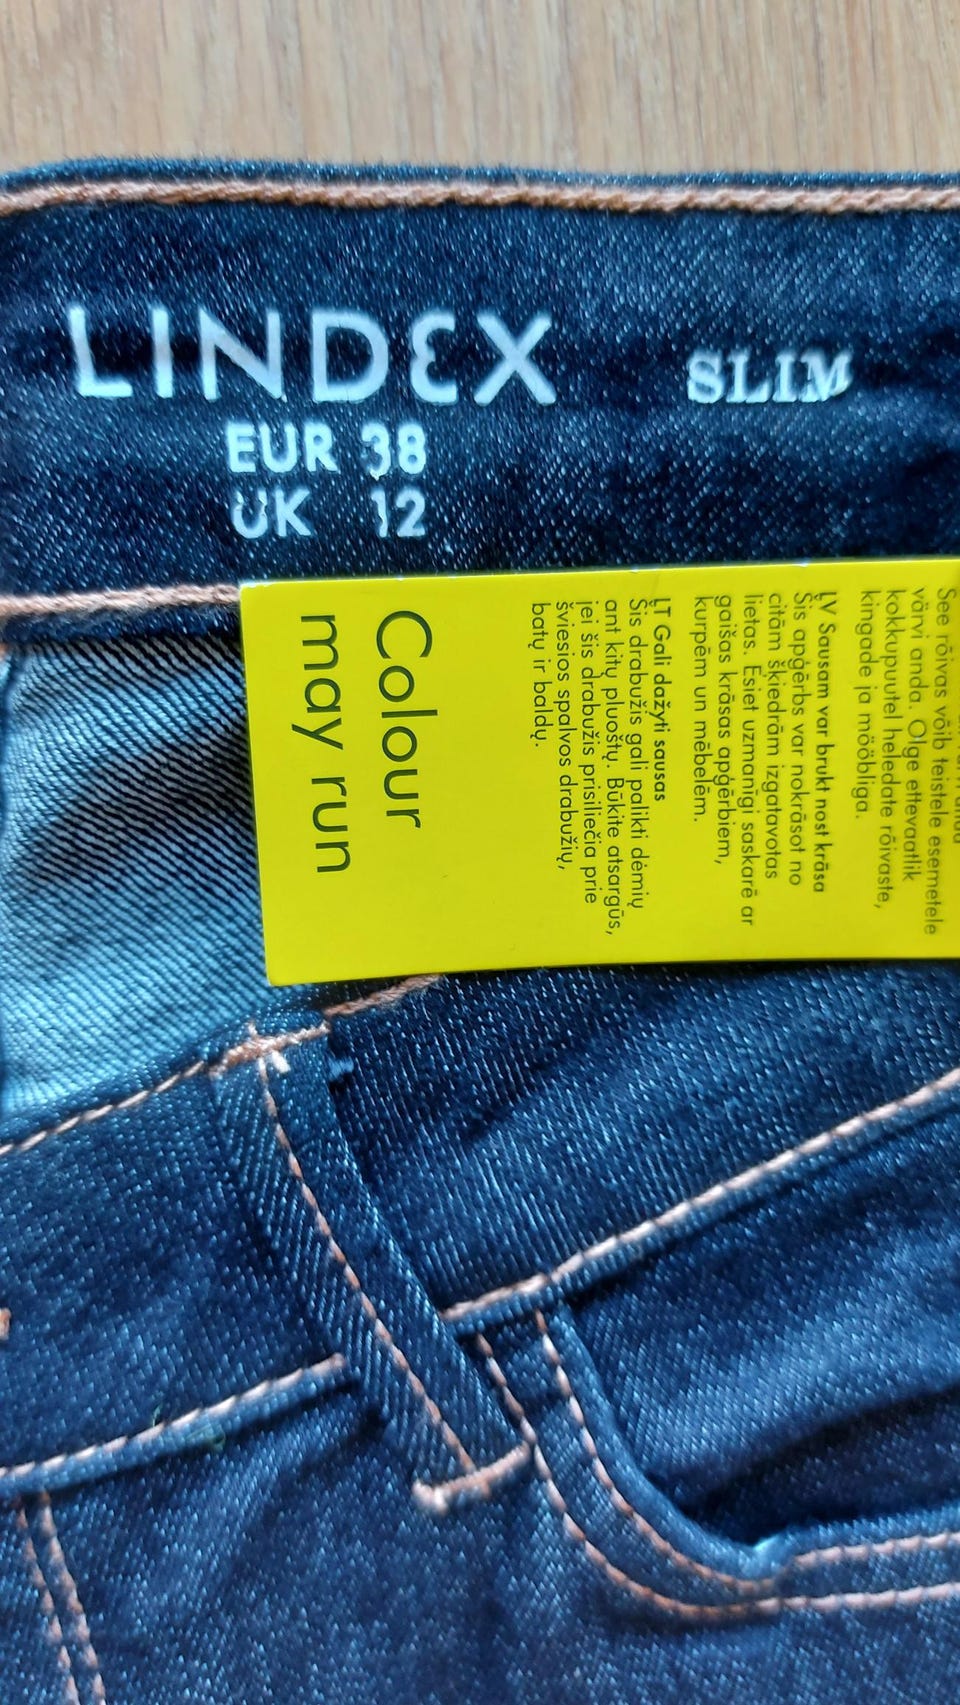 LINDEX
SLIM
EUR 38
UK 12
Colour
may run
See rõivas võib teistele esemetele
värvi anda. Olge ettevaatlik
kokkupuutel heledate rõivaste,
kingade ja mööbliga.
LV Sausam var brukt nost krāsa
Šis apģērbs var nokrāsot no
citām šķiedrām izgatavotas
lietas. Esiet uzmanīgi saskarē ar
gaišas krāsas apģērbiem,
kurpēm un mēbelēm.
LT Gali dažyti sausas
Šis drabužis gali palikti dėmių
ant kitų pluoštų. Būkite atsargūs,
jei šis drabužis prisiliečia prie
šviesios spalvos drabužių,
batų ir baldų.